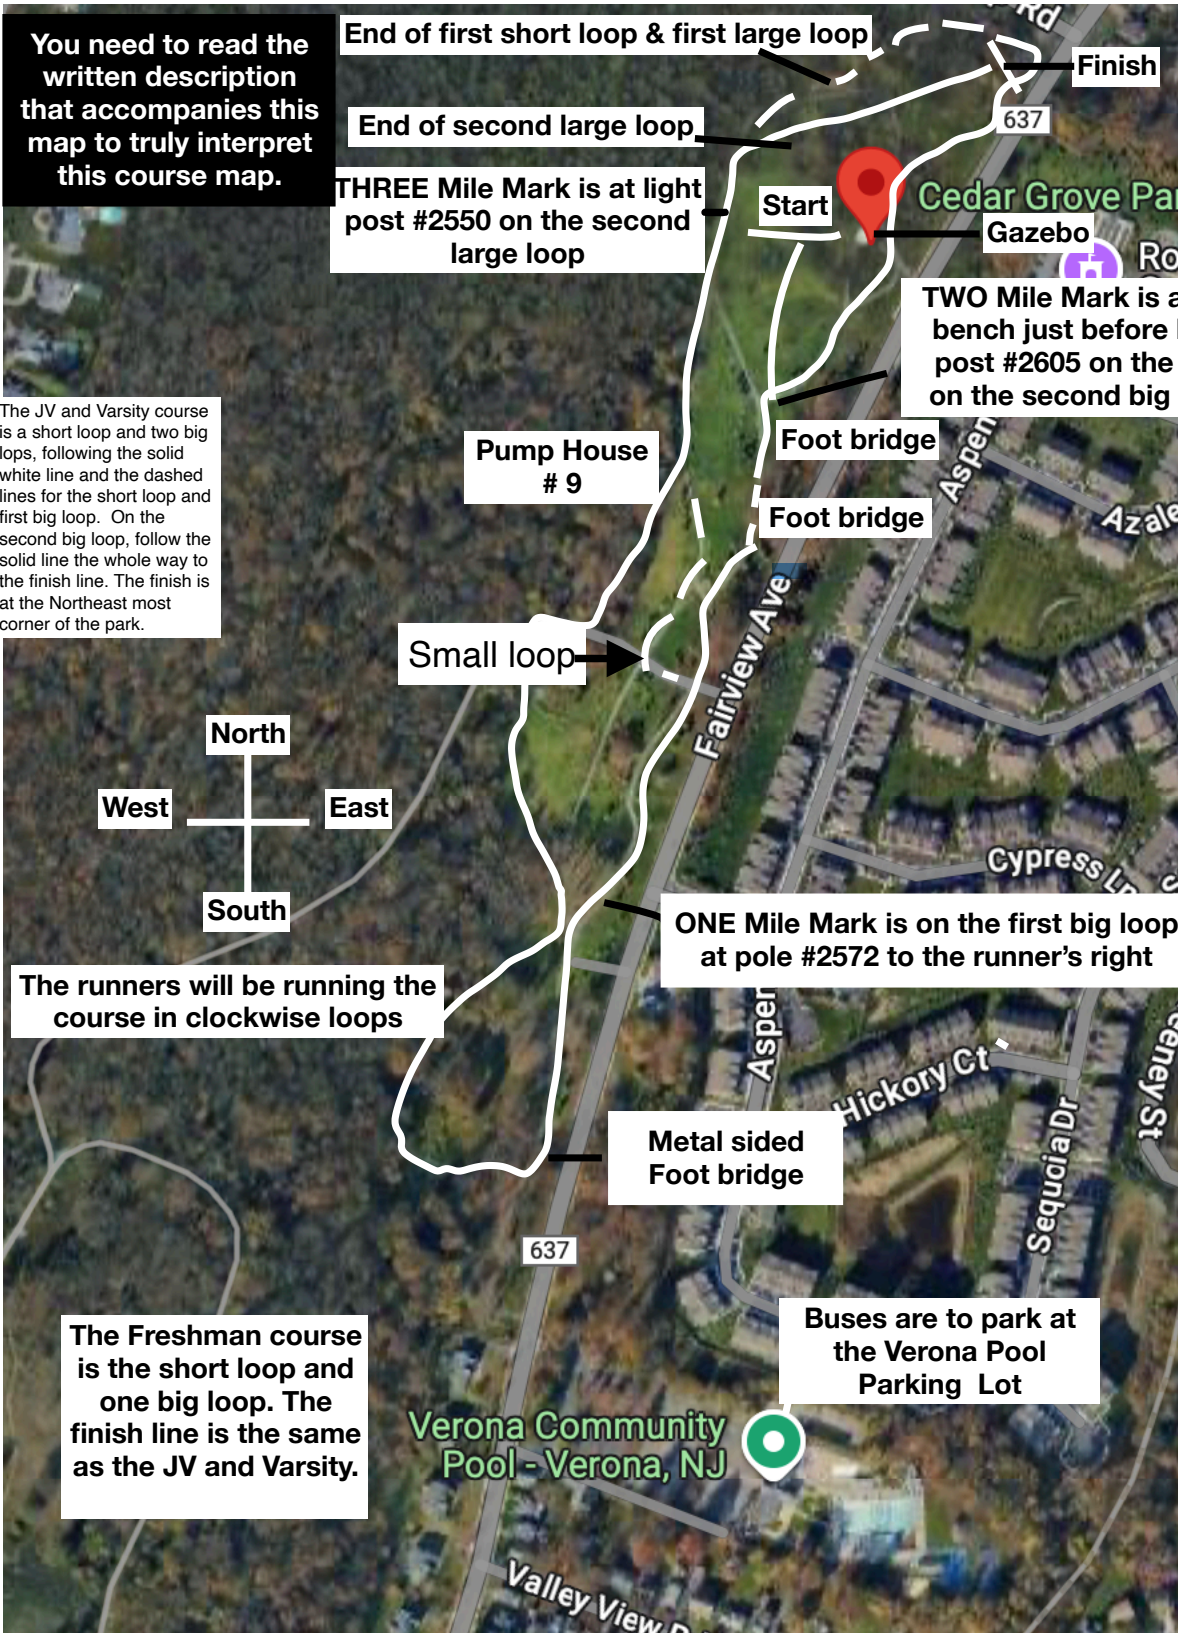 You need to read the
written description
that accompanies this
map to truly interpret
this course map.
End of first short loop & first large loop
Rd
Finish
637
End of second large loop
THREE Mile Mark is at light
post #2550 on the second
large loop
Start
Cedar Grove Par
Gazebo
Ro
TWO Mile Mark is a
bench just before l
post #2605 on the
on the second big
The JV and Varsity course
is a short loop and two big
lops, following the solid
white line and the dashed
lines for the short loop and
first big loop. On the
second big loop, follow the
solid line the whole way to
the finish line. The finish is
at the Northeast most
corner of the park.
Pump House
# 9
Foot bridge
Foot bridge
Aspen
Azale
Small loop
Fairview Ave
North
West
East
South
Cypress Ln
S
ONE Mile Mark is on the first big loop
at pole #2572 to the runner's right
The runners will be running the
course in clockwise loops
Aspen
Hickory Ct
eeney St
Sequoia Dr
Metal sided
Foot bridge
637
Buses are to park at
the Verona Pool
Parking Lot
The Freshman course
is the short loop and
one big loop. The
finish line is the same
as the JV and Varsity.
Verona Community
Pool - Verona, NJ
Valley View